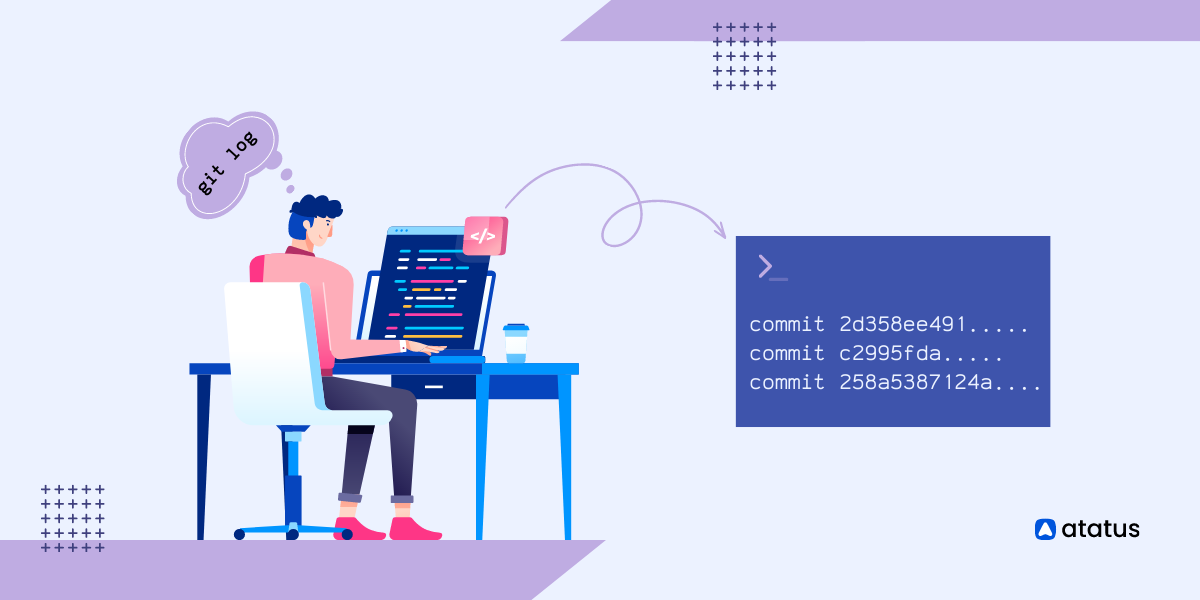 git log
</>
>_
commit 2d358ee491.....
commit c2995fda.....
commit 258a5387124a....
atatus